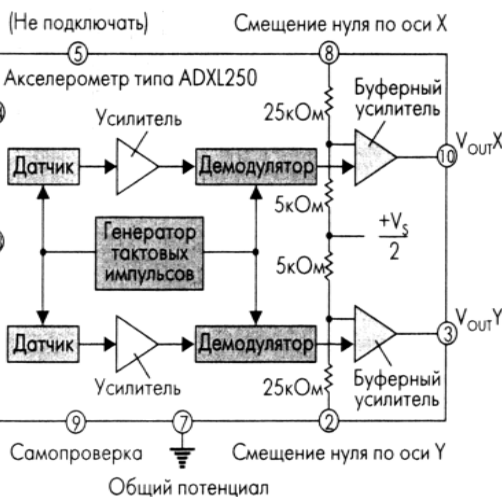 (Не подключать)
Смещение нуля по оси X
5
8
Акселерометр типа ADXL250
25кОм
Буферный
усилитель
Усилитель
VOUTX
10
Датчик
Демодулятор
5кОм
Генератор
тактовых
импульсов
+VS
2
5кОм
VOUTY
3
Датчик
Демодулятор
Усилитель
25кОм
Буферный
усилитель
9
7
2
Самопроверка
Смещение нуля по оси Y
Общий потенциал